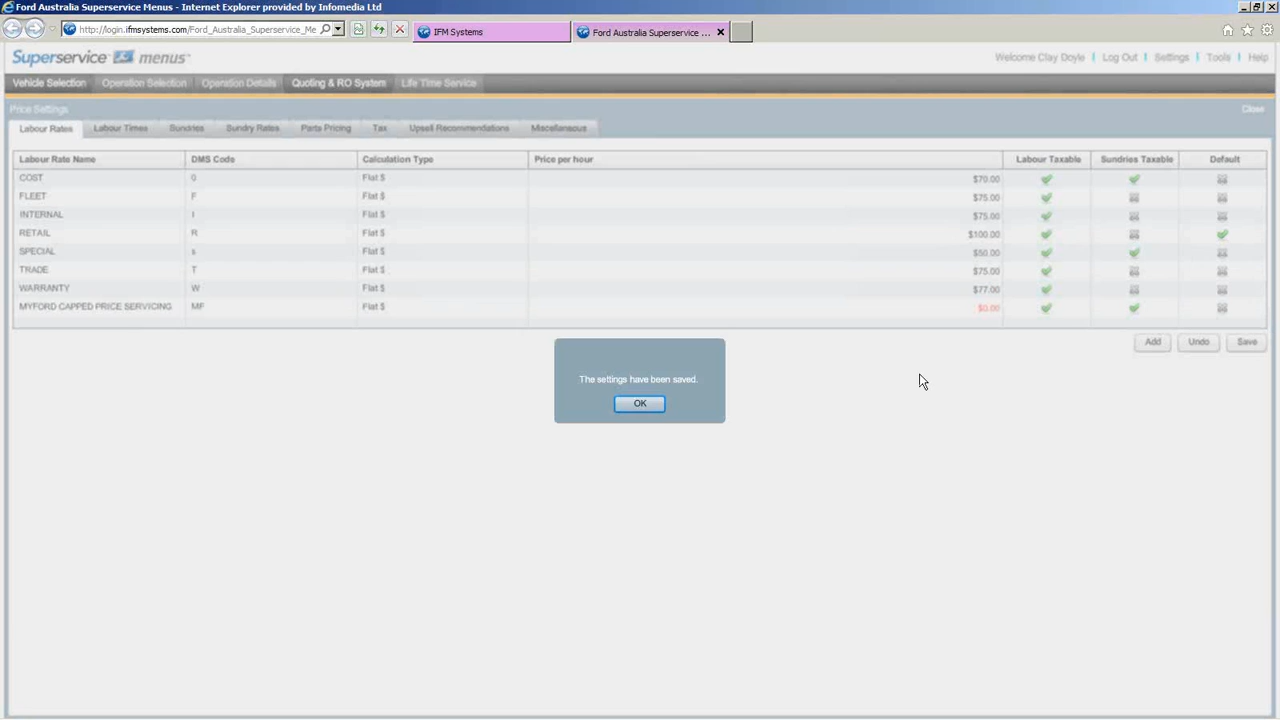 Ford Australia Superservice Menus - Internet Explorer provided by Infomedia Ltd
http://login.ifmsystems.com/Ford_Australia_Superservice_Me
IFM Systems
Ford Australia Superservice ...
Superservice menus
Welcome Clay Doyle Log Out Settings Tools Help
Vehicle Selection Operation Selection Operation Details Quoting & RO System Life Time Service
Price Settings Close
Labour Rates Labour Times Sundries Sundry Rates Parts Pricing Tax Upsell Recommendations Miscellaneous
Labour Rate Name DMS Code Calculation Type Price per hour Labour Taxable Sundries Taxable Default
COST 0 Flat $ $70.00
FLEET F Flat $ $75.00
INTERNAL I Flat $ $75.00
RETAIL R Flat $ $100.00
SPECIAL s Flat $ $50.00
TRADE T Flat $ $75.00
WARRANTY W Flat $ $77.00
MYFORD CAPPED PRICE SERVICING MF Flat $ $0.00
Add Undo Save
The settings have been saved.
OK